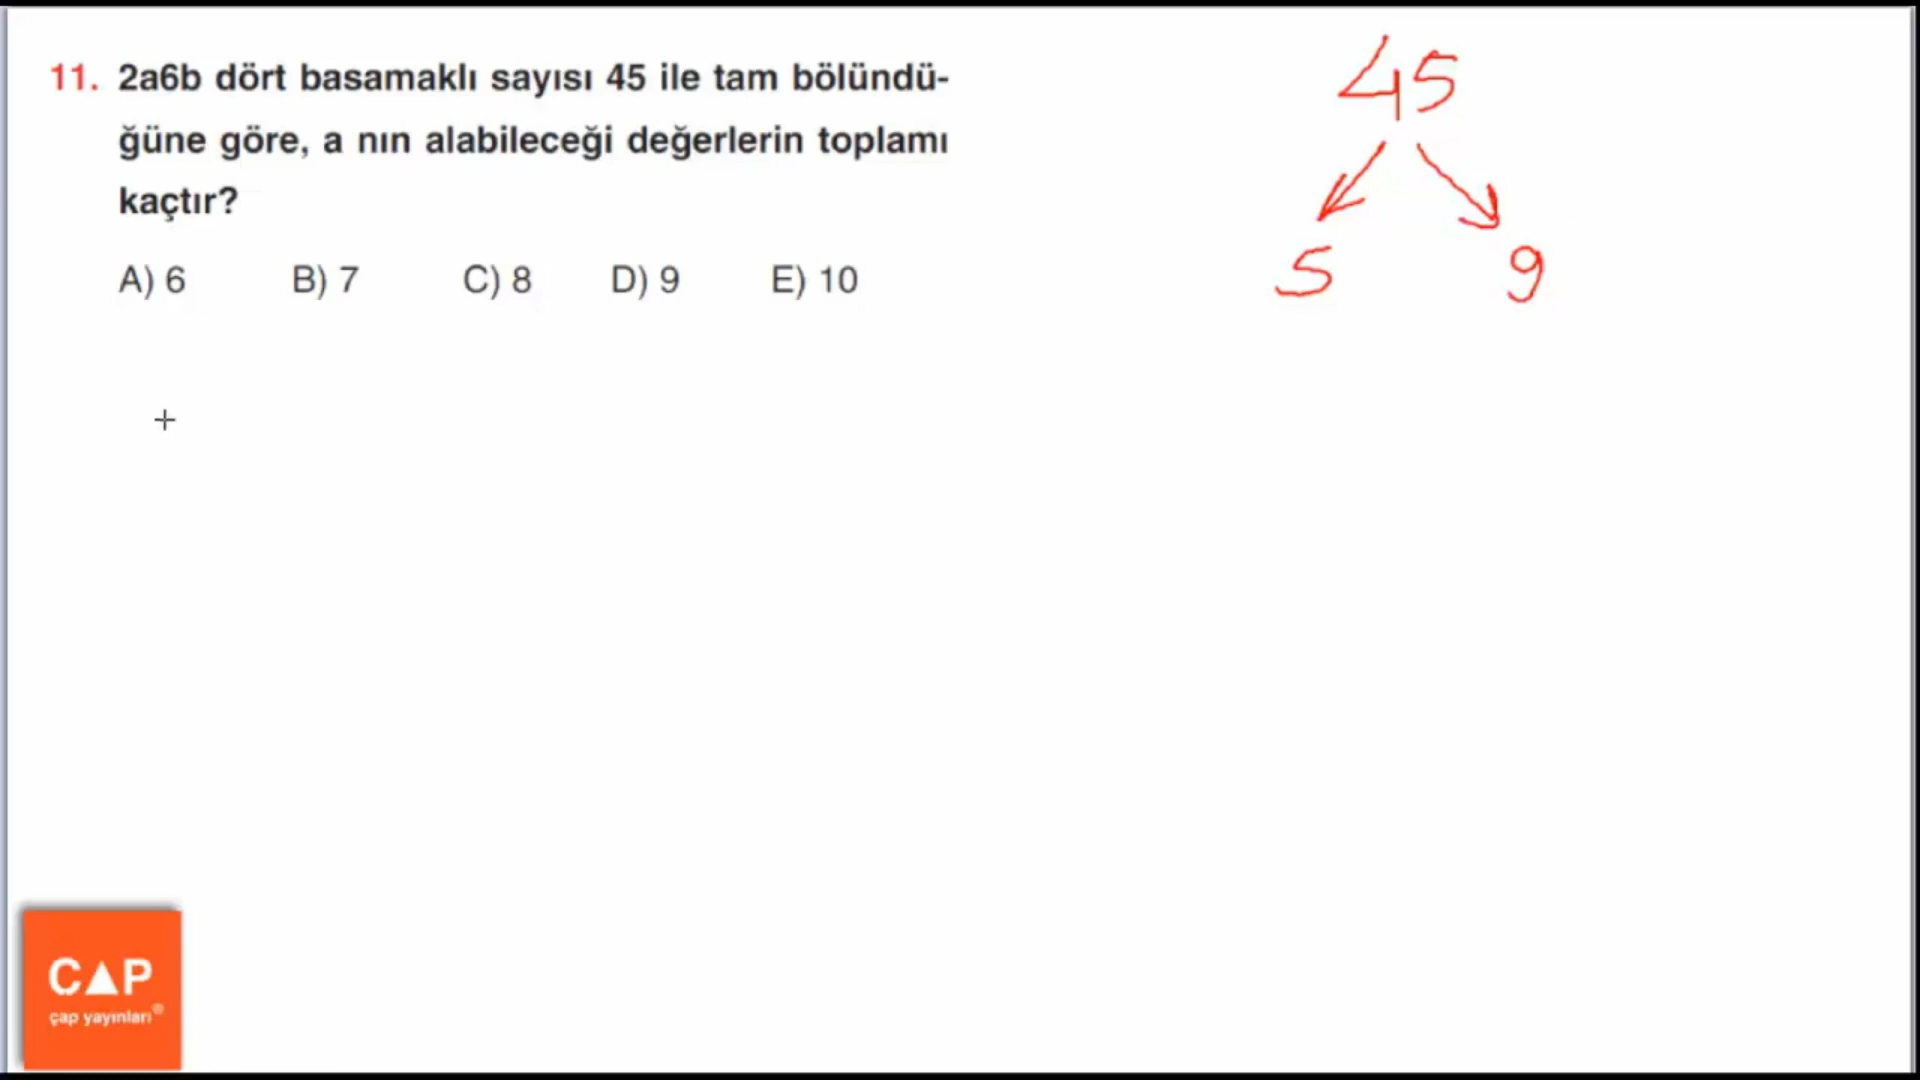 11. 2a6b dört basamaklı sayısı 45 ile tam bölündü-
ğüne göre, a nın alabileceği değerlerin toplamı
kaçtır?
A) 6 B) 7 C) 8 D) 9 E) 10
45
5 9
ÇAP
çap yayınları®